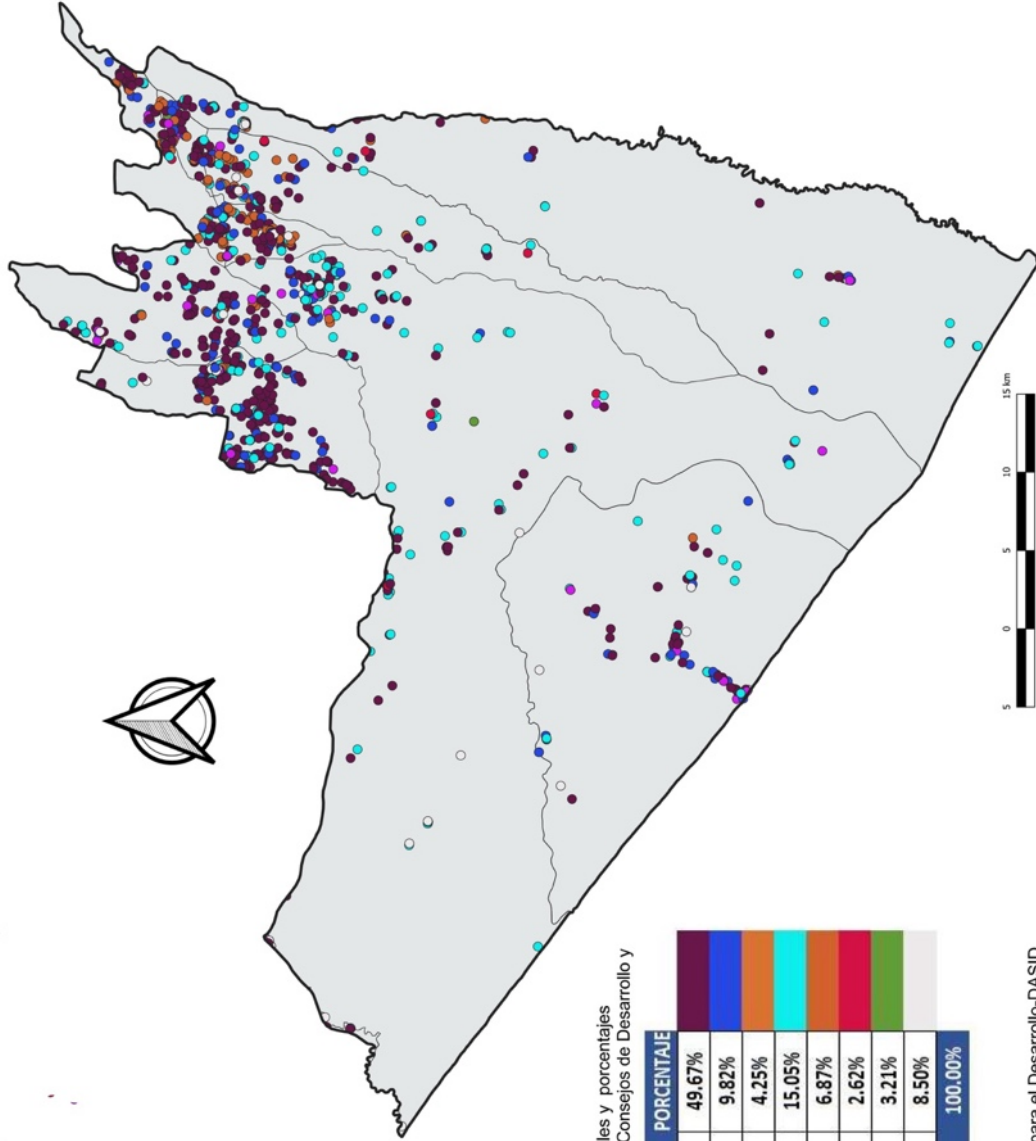 les y porcentajes
Consejos de Desarrollo y
PORCENTAJE
49.67%
9.82%
4.25%
15.05%
6.87%
2.62%
3.21%
8.50%
100.00%
para el Desarrollo-DASID
5 0 5 10 15 km